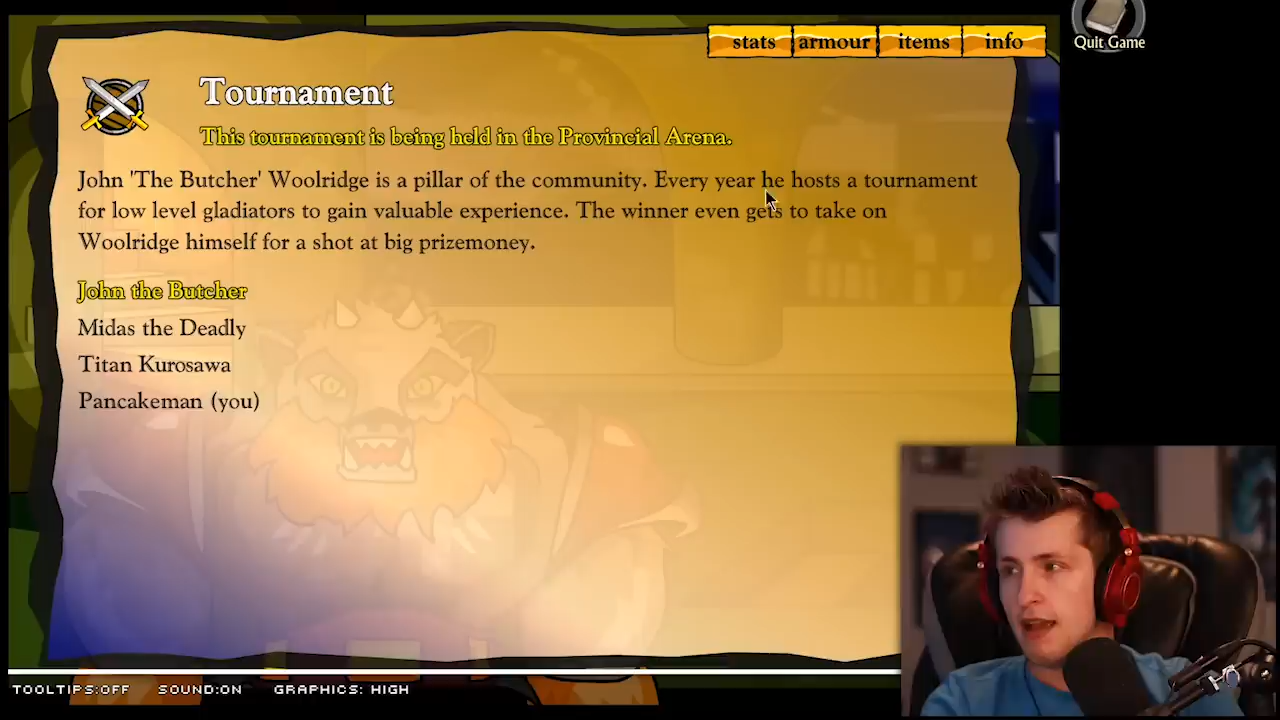 stats armour items info
Quit Game
Tournament
This tournament is being held in the Provincial Arena.
John 'The Butcher' Woolridge is a pillar of the community. Every year he hosts a tournament
for low level gladiators to gain valuable experience. The winner even gets to take on
Woolridge himself for a shot at big prizemoney.
John the Butcher
Midas the Deadly
Titan Kurosawa
Pancakeman (you)
TOOLTIPS:OFF SOUND:ON GRAPHICS: HIGH